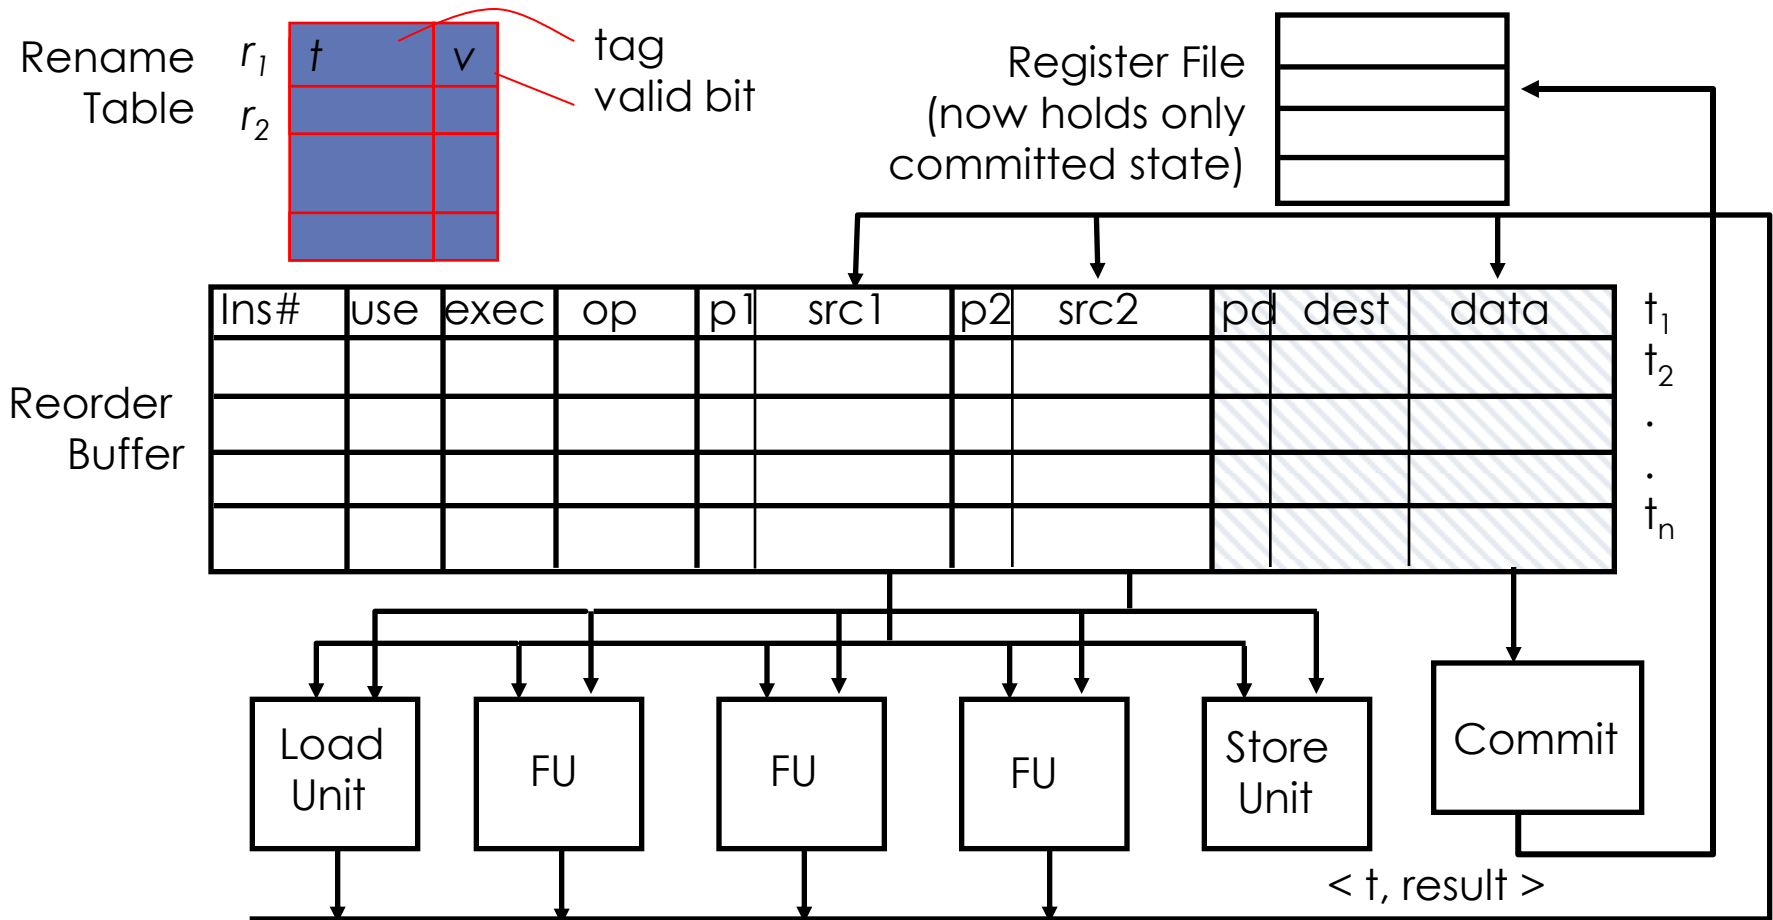 Rename
Table
r1
r2
t
v
tag
valid bit
Register File
(now holds only
committed state)
Ins# use exec op p1 src1 p2 src2 pd dest data
t1
t2
.
.
tn
Reorder
Buffer
Load
Unit
FU
FU
FU
Store
Unit
Commit
< t, result >